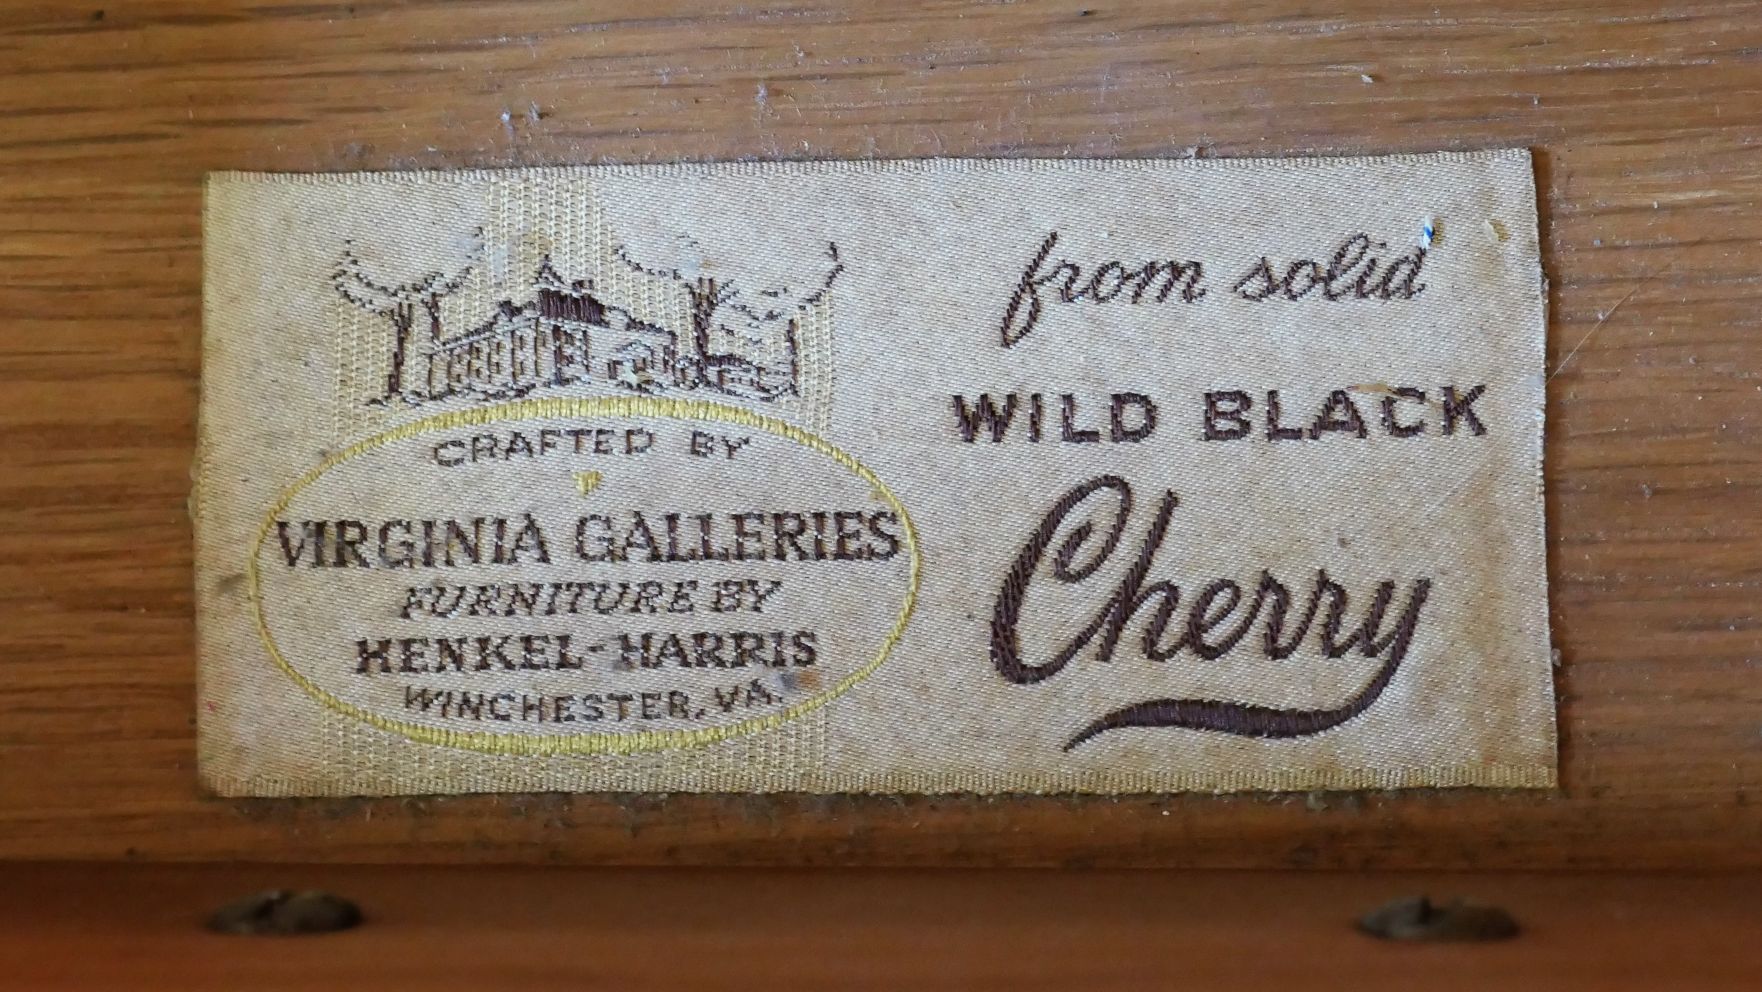 CRAFTED BY
VIRGINIA GALLERIES
FURNITURE BY
HENKEL-HARRIS
WINCHESTER, VA.
from solid
WILD BLACK
Cherry